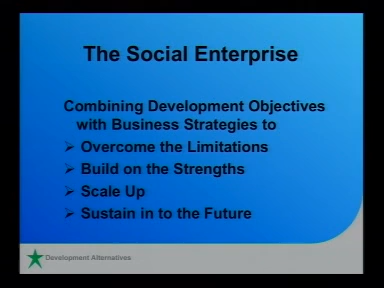 The Social Enterprise
Combining Development Objectives
with Business Strategies to
➢ Overcome the Limitations
➢ Build on the Strengths
➢ Scale Up
➢ Sustain in to the Future
Development Alternatives